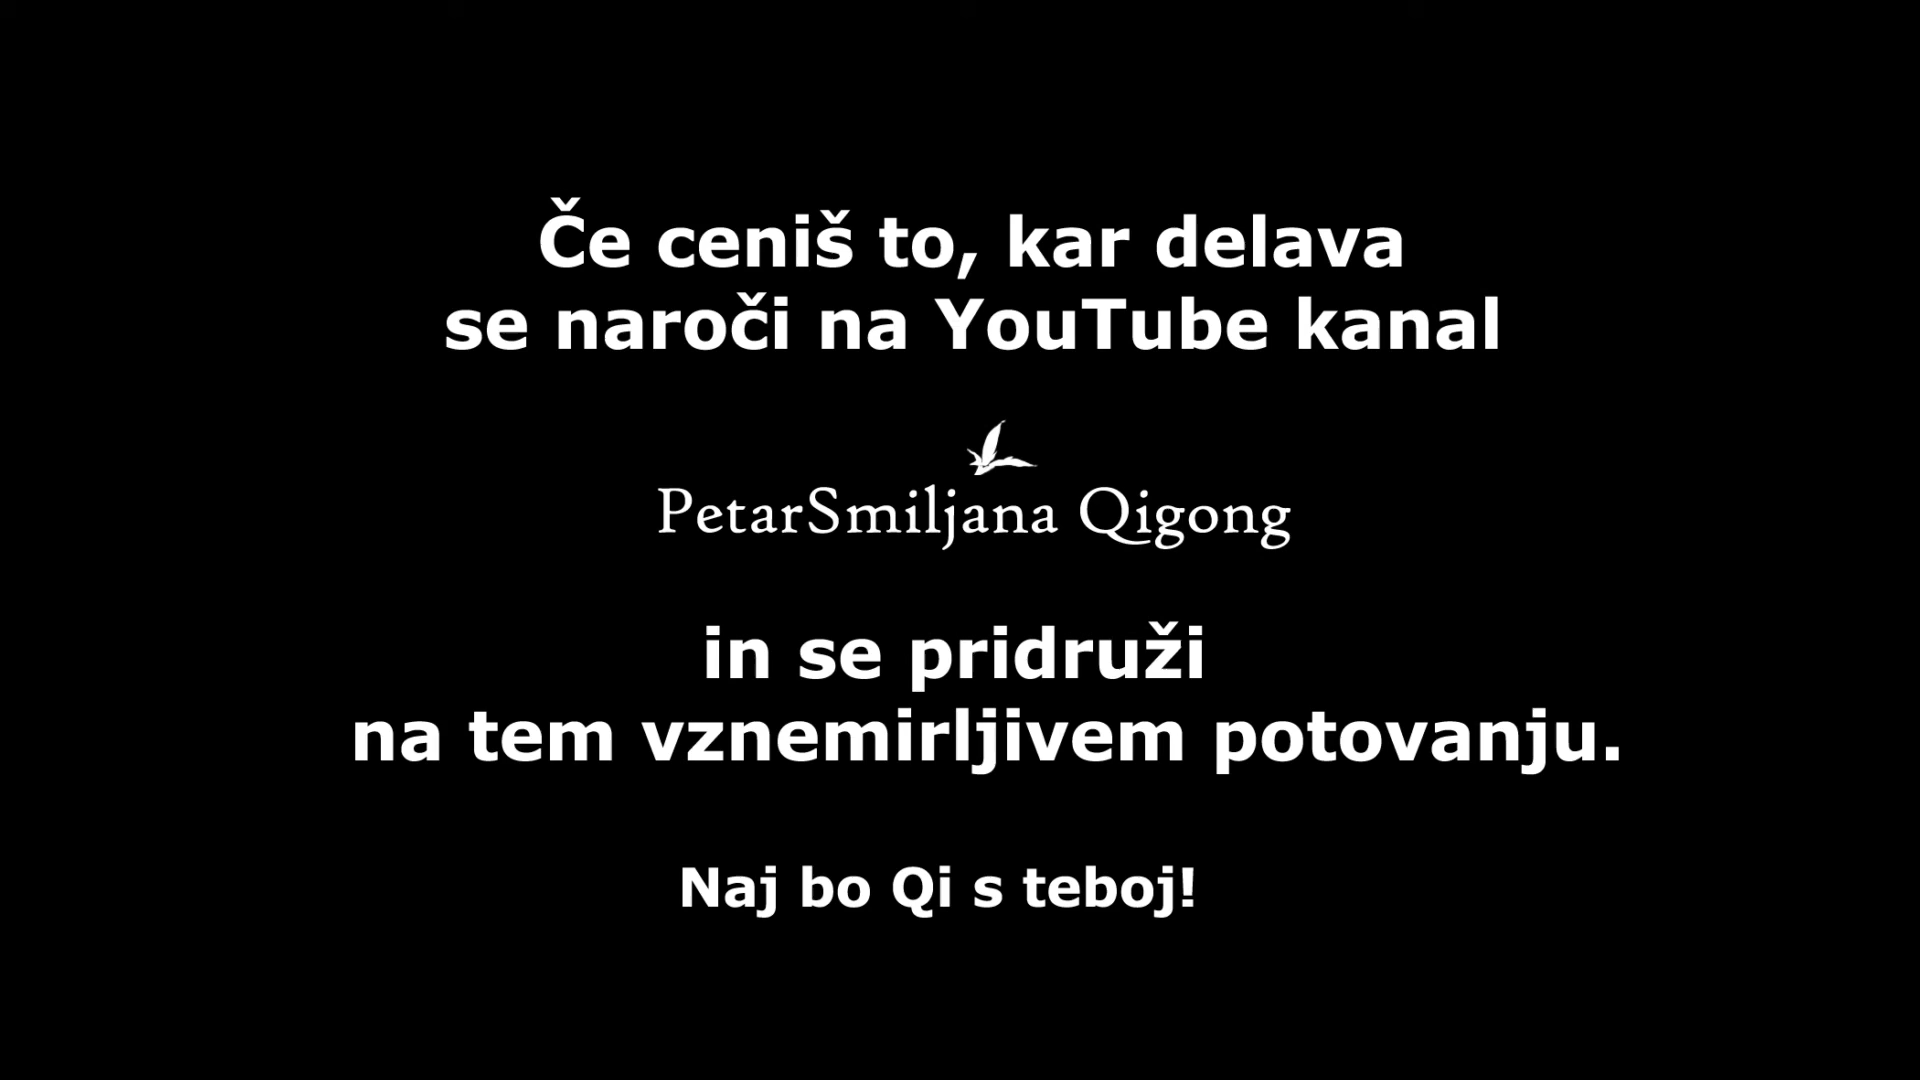 Če ceniš to, kar delava
se naroči na YouTube kanal
PetarSmiljana Qigong
in se pridruži
na tem vznemirljivem potovanju.
Naj bo Qi s teboj!